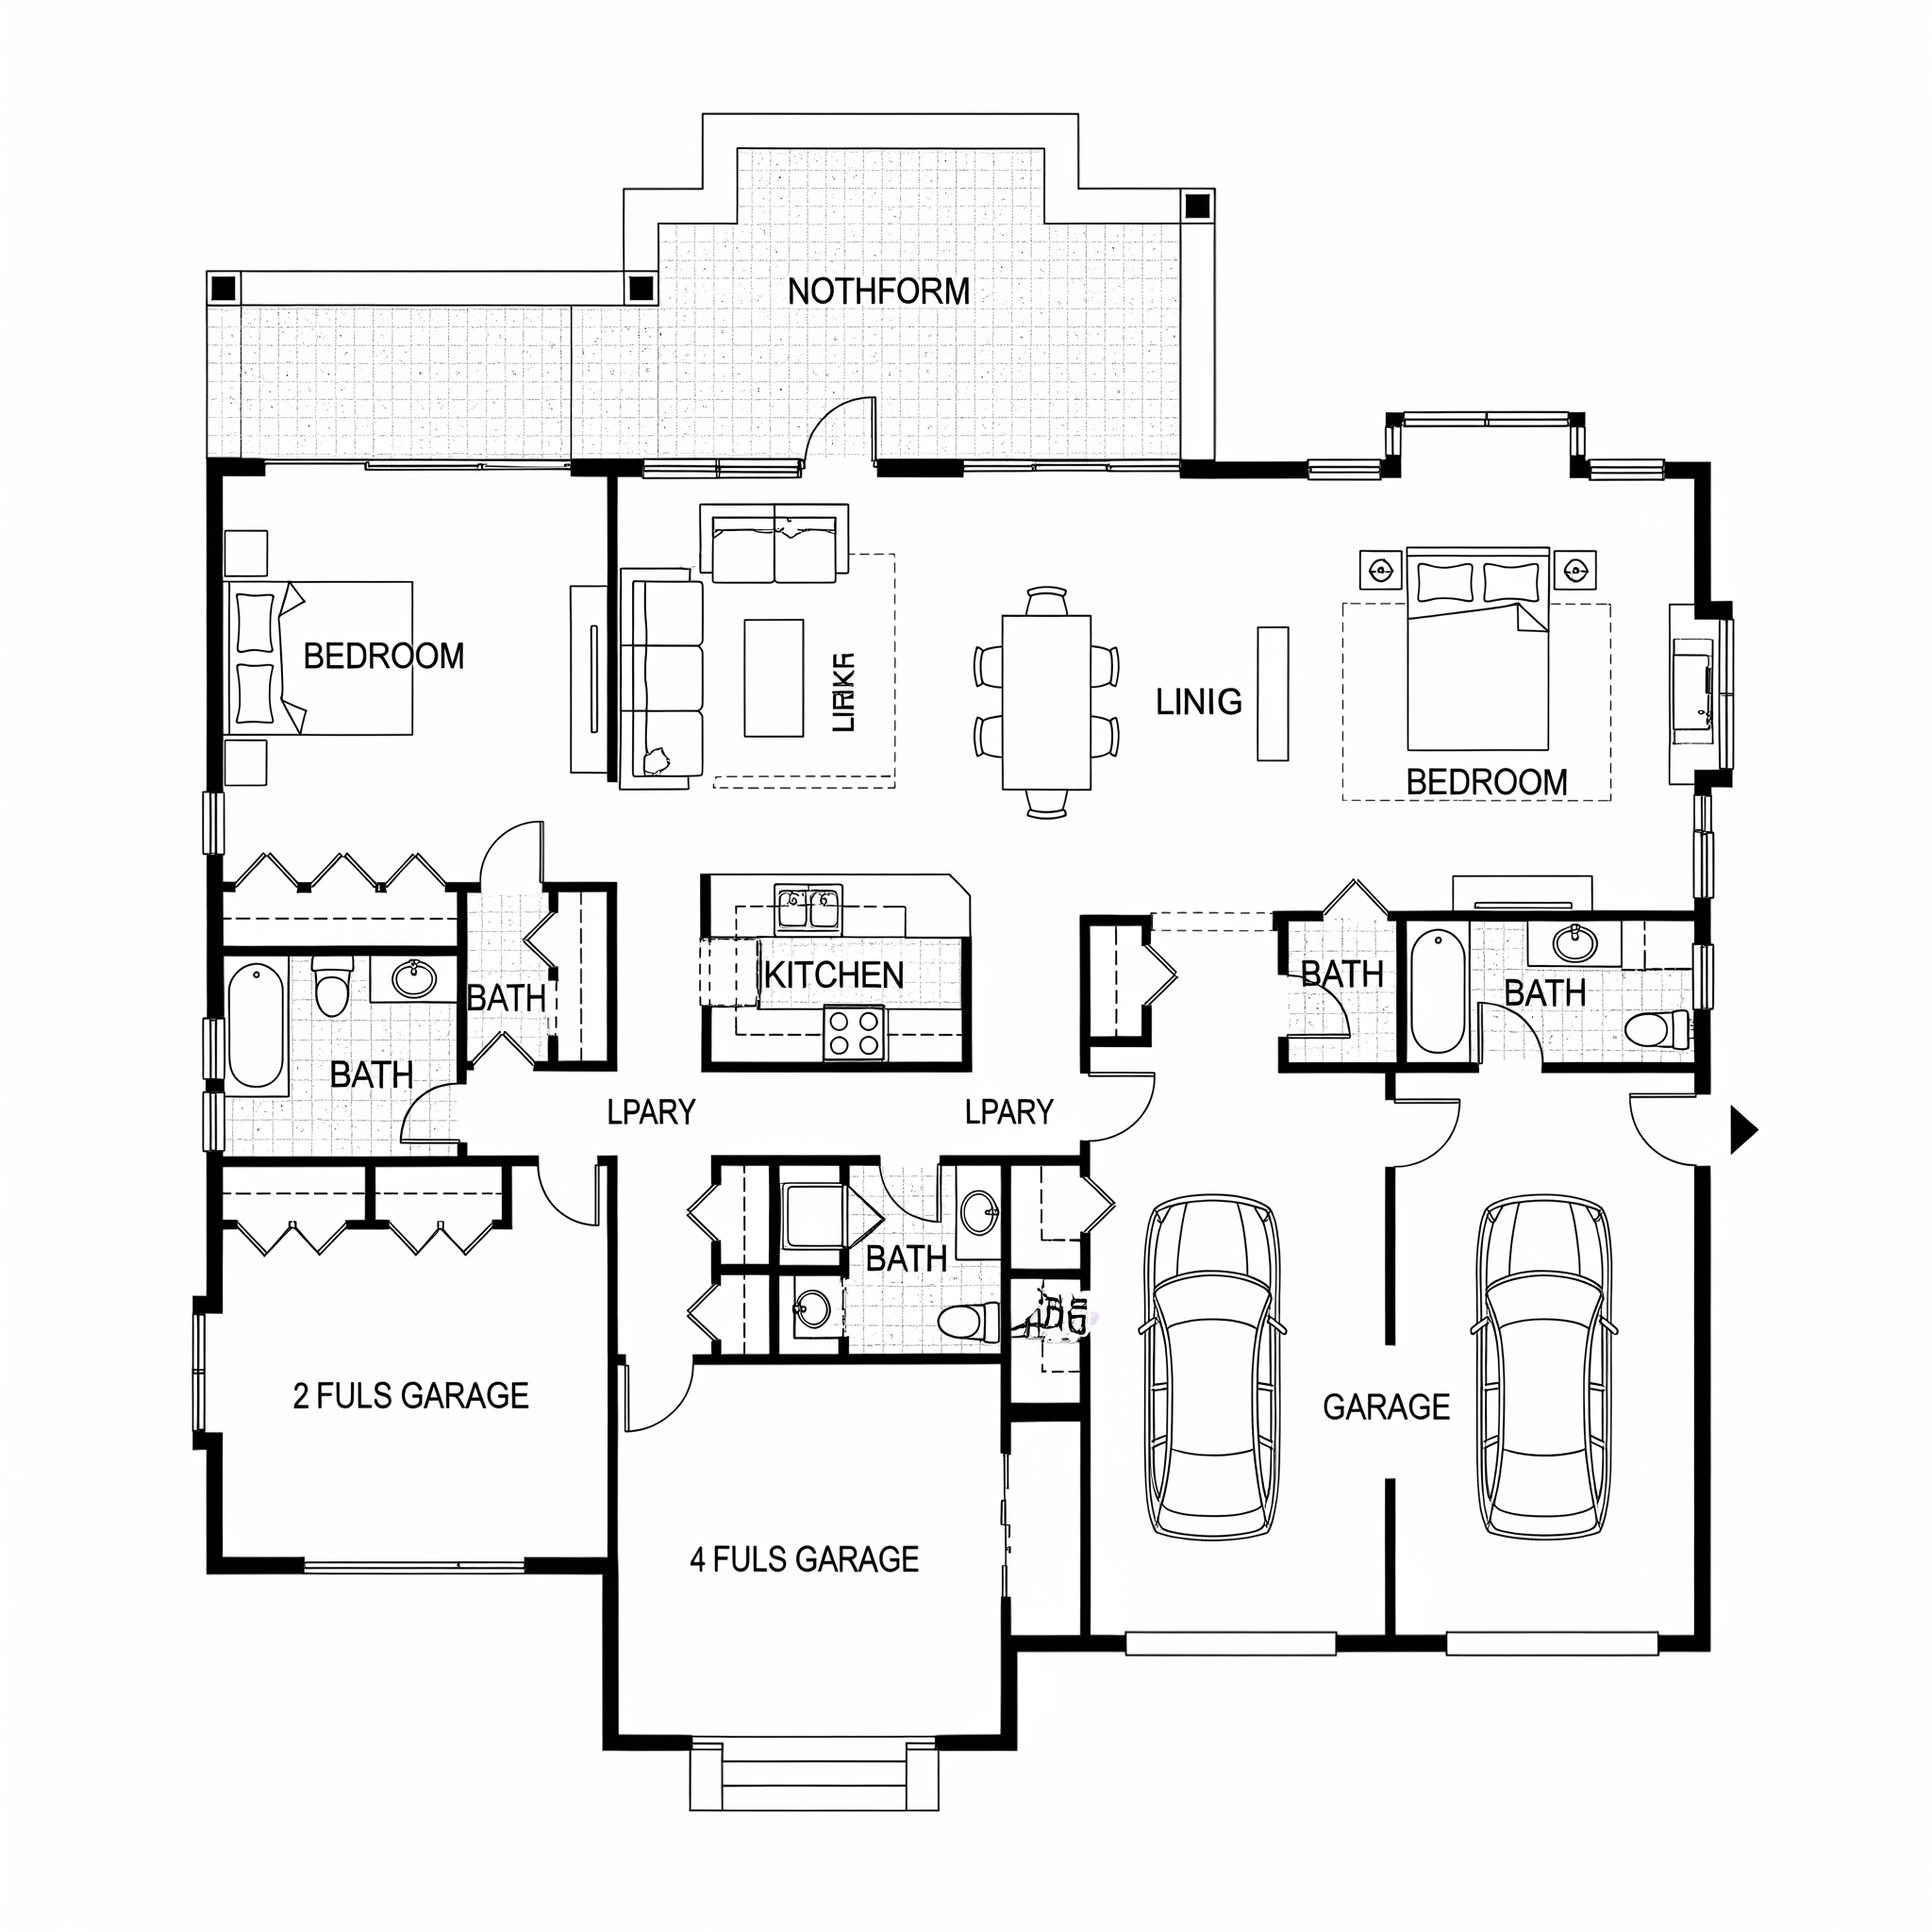 NOTHFORM
BEDROOM
LINIG
BEDROOM
KITCHEN
BATH
BATH
BATH
BATH
LPARY
LPARY
BATH
2 FULS GARAGE
GARAGE
4 FULS GARAGE